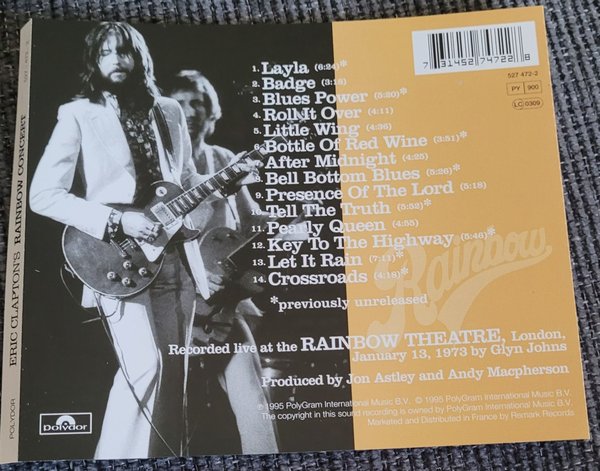 1. Layla (6:24)*
2. Badge (3:18)
3. Blues Power (5:20)*
4. Roll It Over (4:11)
5. Little Wing (4:36)
6. Bottle Of Red Wine (3:51)*
7. After Midnight (4:25)
8. Bell Bottom Blues (5:26)*
9. Presence Of The Lord (5:18)
10. Tell The Truth (5:52)*
11. Pearly Queen (4:55)
12. Key To The Highway (5:46)*
13. Let It Rain (7:11)*
14. Crossroads (4:19)*
*previously unreleased
Rainbow
Recorded live at the RAINBOW THEATRE, London,
January 13, 1973 by Glyn Johns
Produced by Jon Astley and Andy Macpherson
℗ 1995 PolyGram International Music B.V. © 1995 PolyGram International Music B.V.
The copyright in this sound recording is owned by PolyGram International Music B.V.
Marketed and Distributed in France by Remark Records
7 31452 74722 8
527 472-2
PY 900
LC 0309
Polydor
POLYDOR ERIC CLAPTON'S RAINBOW CONCERT